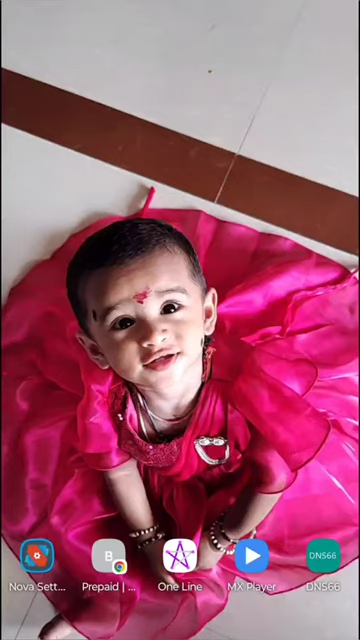 B
DNS66
Nova Sett...
Prepaid | ...
One Line
MX Player
DNS66